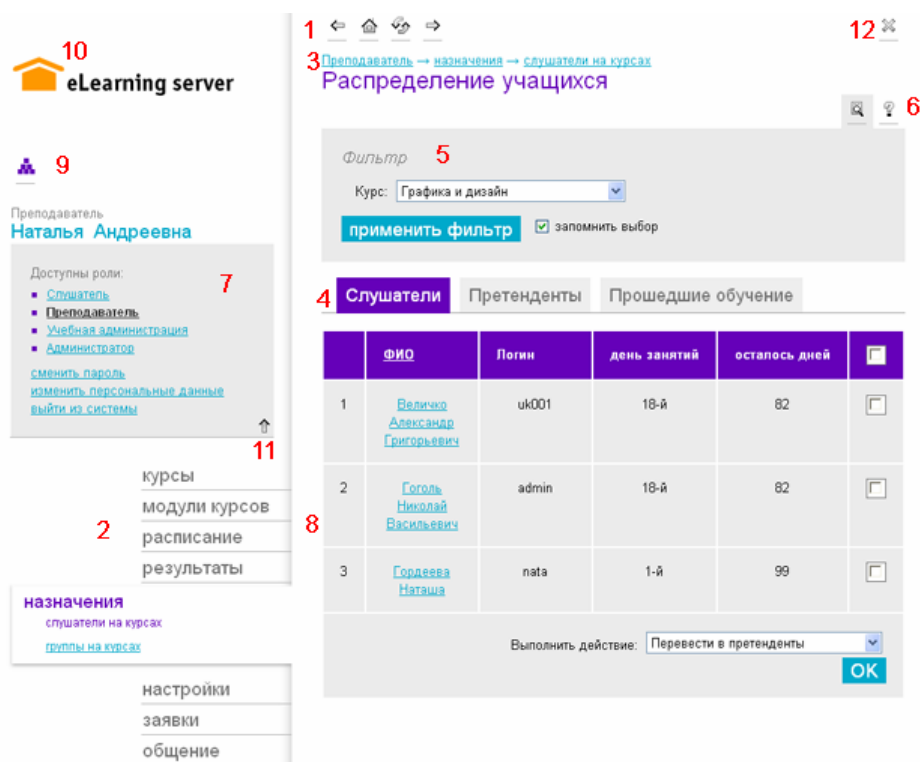 10
eLearning server
9
Преподаватель
Наталья Андреевна
Доступны роли:
7
Слушатель
Преподаватель
Учебная администрация
Администратор
сменить пароль
изменить персональные данные
выйти из системы
11
2
курсы
модули курсов
расписание
результаты
назначения
слушатели на курсах
группы на курсах
настройки
заявки
общение
1
12
3 Преподаватель → назначения → слушатели на курсах
Распределение учащихся
6
Фильтр 5
Курс: Графика и дизайн
применить фильтр запомнить выбор
4 Слушатели Претенденты Прошедшие обучение
ФИО Логин день занятий осталось дней
1 Величко Александр Григорьевич uk001 18-й 82
8
2 Гоголь Николай Васильевич admin 18-й 82
3 Гордеева Наташа nata 1-й 99
Выполнить действие: Перевести в претенденты
OK